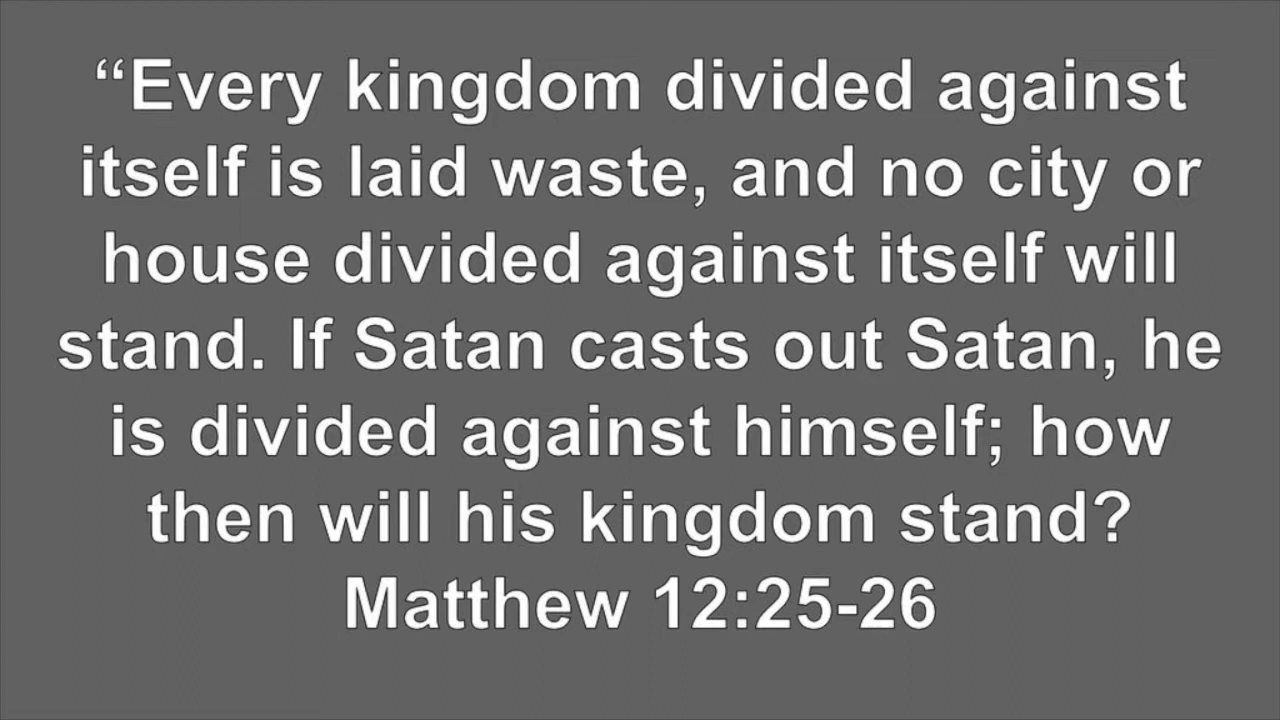 “Every kingdom divided against
itself is laid waste, and no city or
house divided against itself will
stand. If Satan casts out Satan, he
is divided against himself; how
then will his kingdom stand?
Matthew 12:25-26